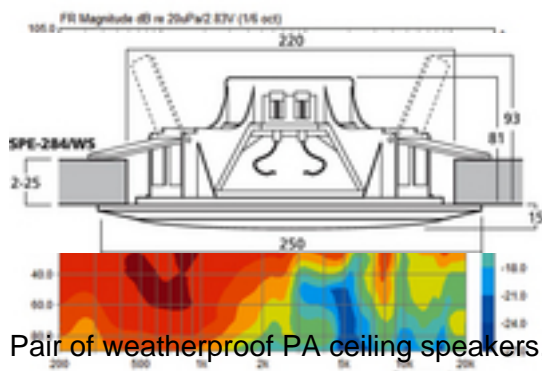 FR Magnitude dB re 20uPa/2.83V (1/6 oct)
105.0
220
93
81
SPE-284/WS
2-25
15
250
40.0
60.0
-18.0
-21.0
-24.0
Pair of weatherproof PA ceiling speakers
200
500
1k
2k
5k
10k
20k